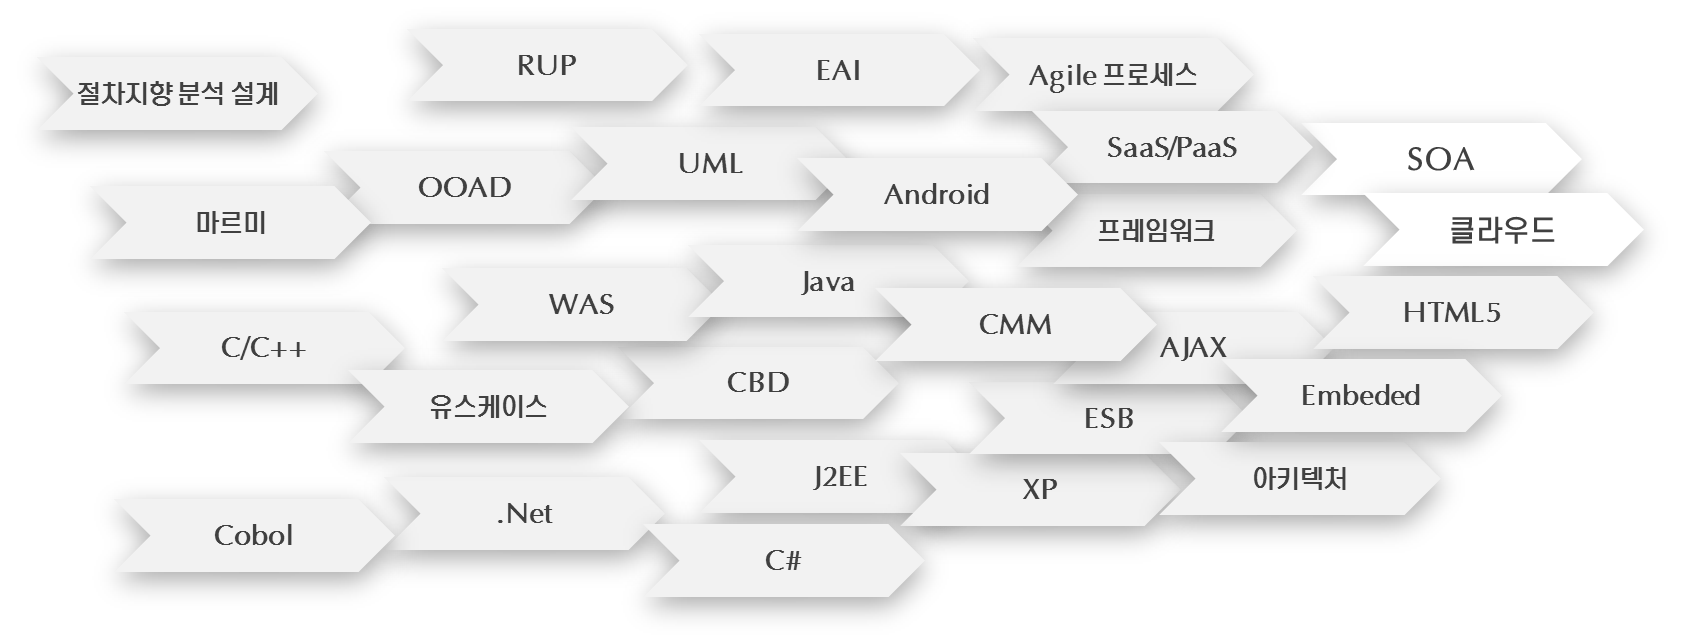 RUP
EAI
Agile 프로세스
절차지향 분석 설계
SaaS/PaaS
SOA
UML
OOAD
Android
마르미
프레임워크
클라우드
Java
WAS
HTML5
CMM
C/C++
AJAX
CBD
Embeded
유스케이스
ESB
J2EE
아키텍처
XP
.Net
Cobol
C#